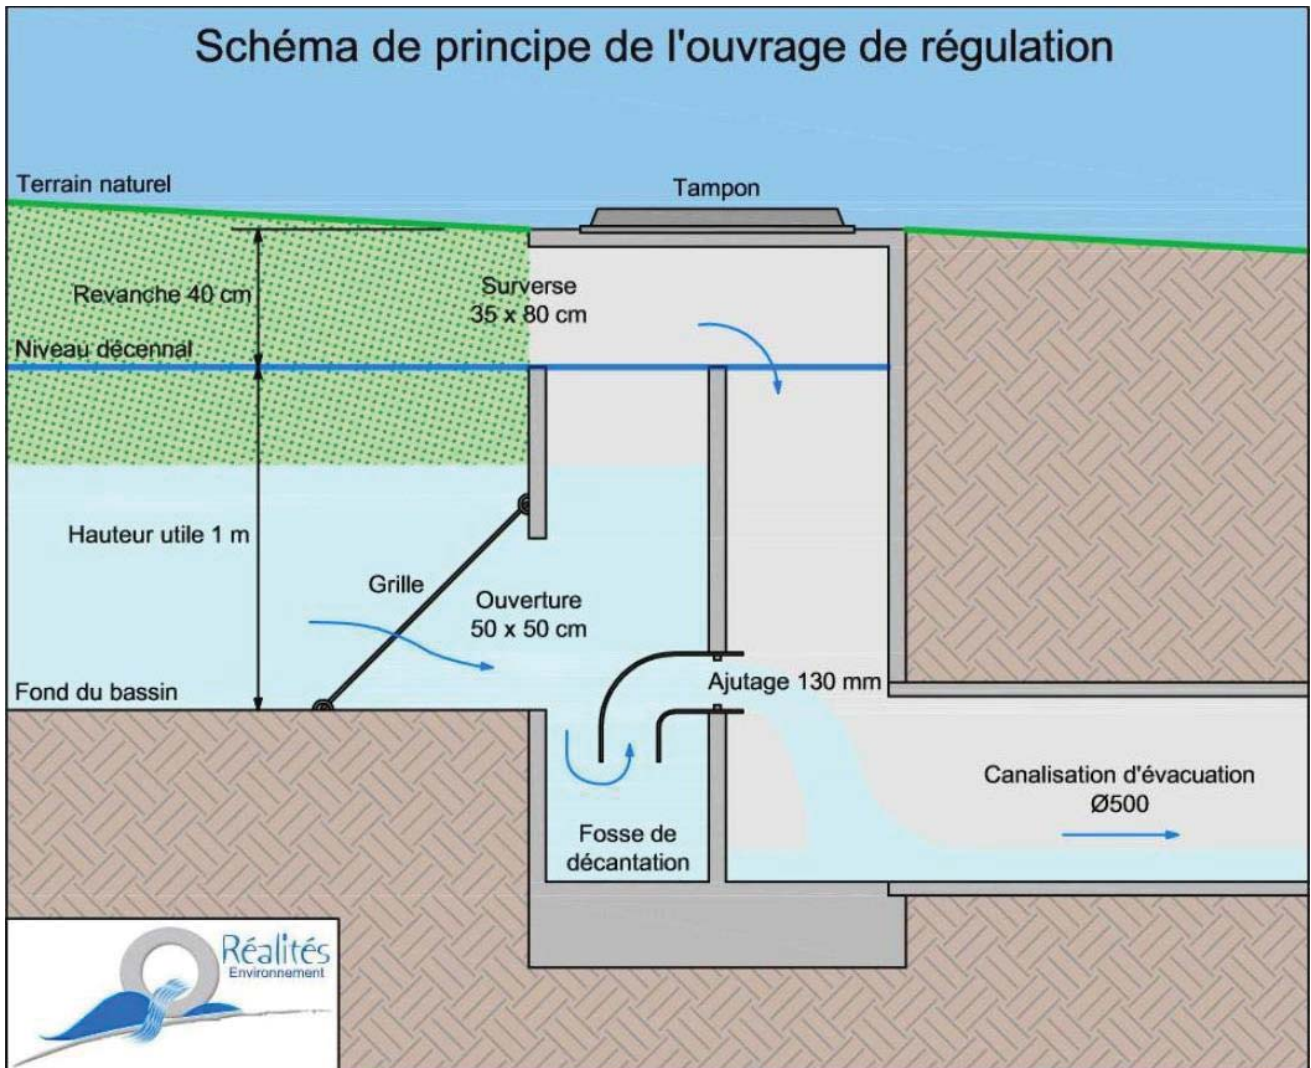 Schéma de principe de l'ouvrage de régulation
Terrain naturel
Tampon
Revanche 40 cm
Surverse
35 x 80 cm
Niveau décennal
Hauteur utile 1 m
Grille
Ouverture
50 x 50 cm
Fond du bassin
Ajutage 130 mm
Canalisation d'évacuation
Ø500
Fosse de
décantation
Réalités
Environnement